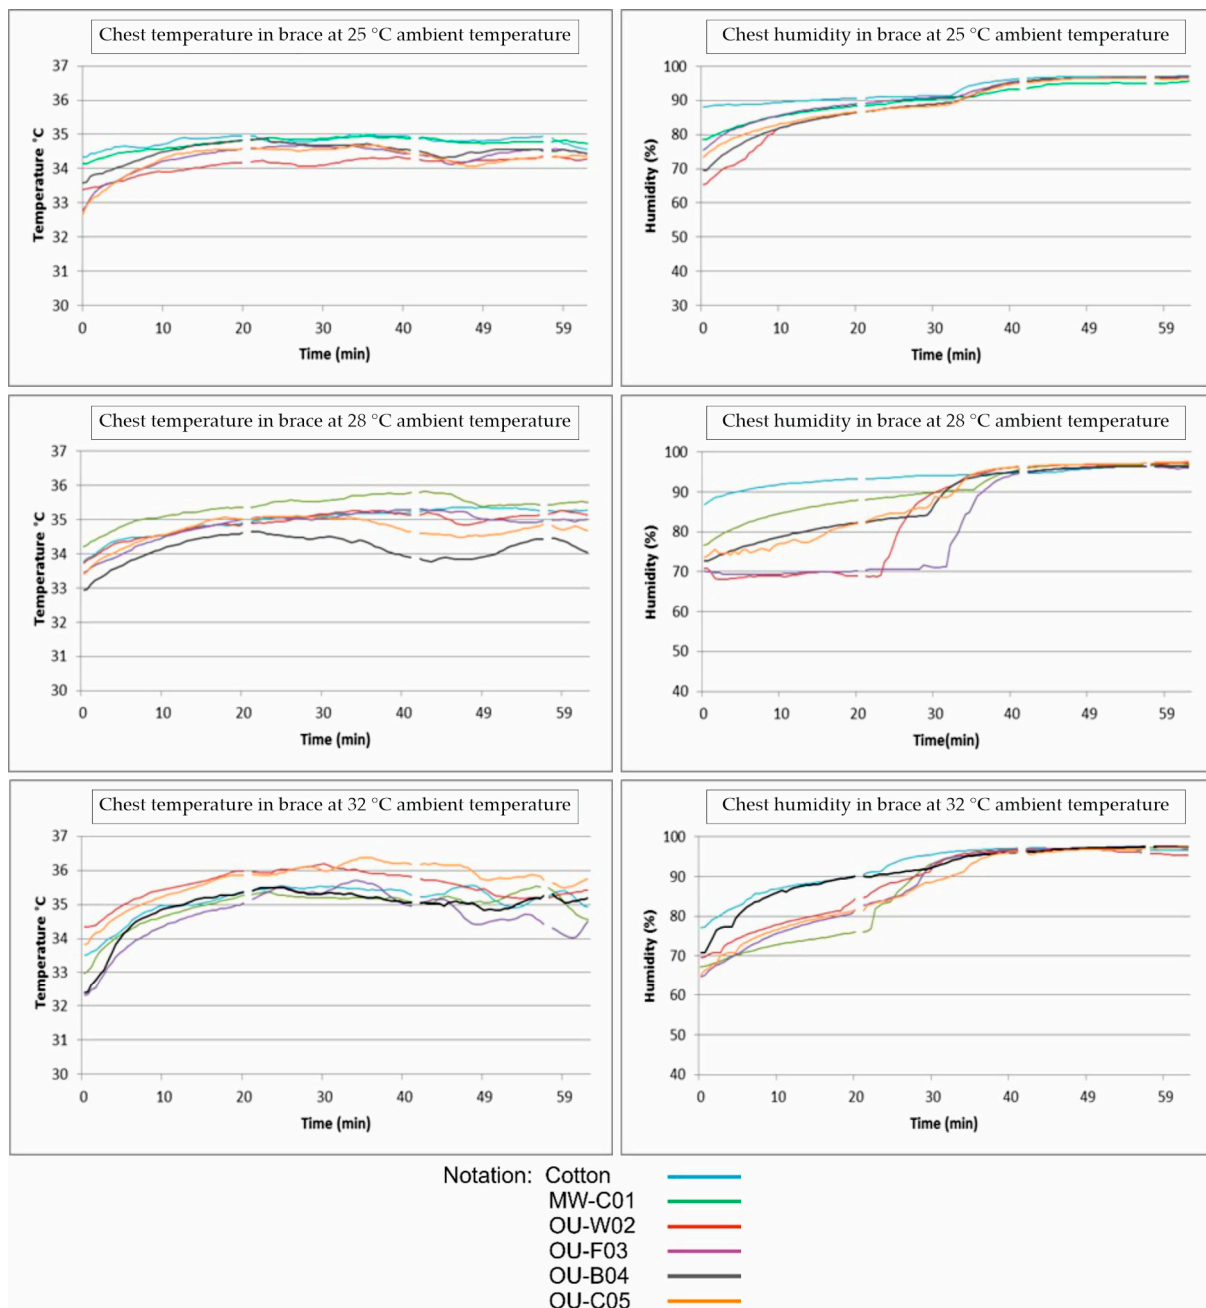 Chest temperature in brace at 25 °C ambient temperature
37
36
35
34
33
32
31
30
Temperature °C
0 10 20 30 40 49 59
Time (min)
Chest humidity in brace at 25 °C ambient temperature
100
90
80
70
60
50
40
30
Humidity (%)
0 10 20 30 40 49 59
Time (min)
Chest temperature in brace at 28 °C ambient temperature
37
36
35
34
33
32
31
30
Temperature °C
0 10 20 30 40 49 59
Time (min)
Chest humidity in brace at 28 °C ambient temperature
100
90
80
70
60
50
40
Humidity (%)
0 10 20 30 40 49 59
Time(min)
Chest temperature in brace at 32 °C ambient temperature
37
36
35
34
33
32
31
30
Temperature °C
0 10 20 30 40 49 59
Time (min)
Chest humidity in brace at 32 °C ambient temperature
100
90
80
70
60
50
40
Humidity (%)
0 10 20 30 40 49 59
Time (min)
Notation: Cotton
MW-C01
OU-W02
OU-F03
OU-B04
OU-C05